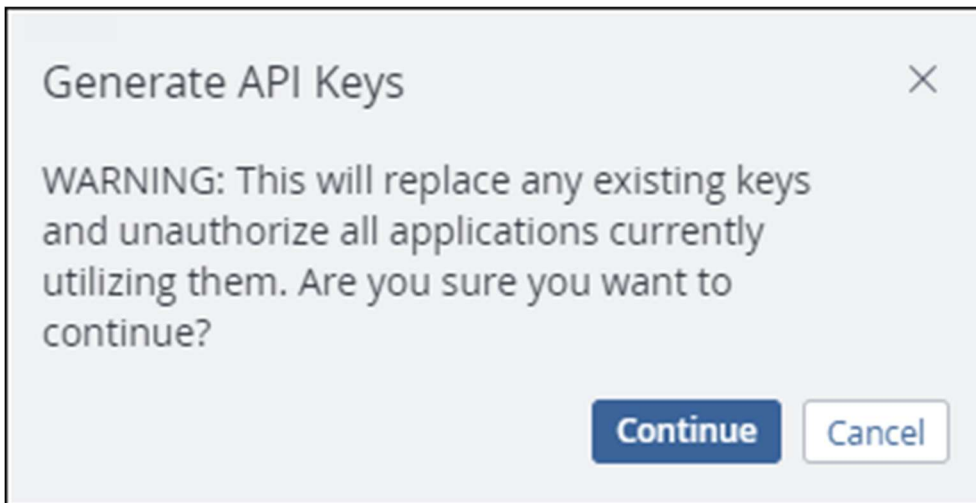 Generate API Keys
WARNING: This will replace any existing keys
and unauthorize all applications currently
utilizing them. Are you sure you want to
continue?
Continue
Cancel